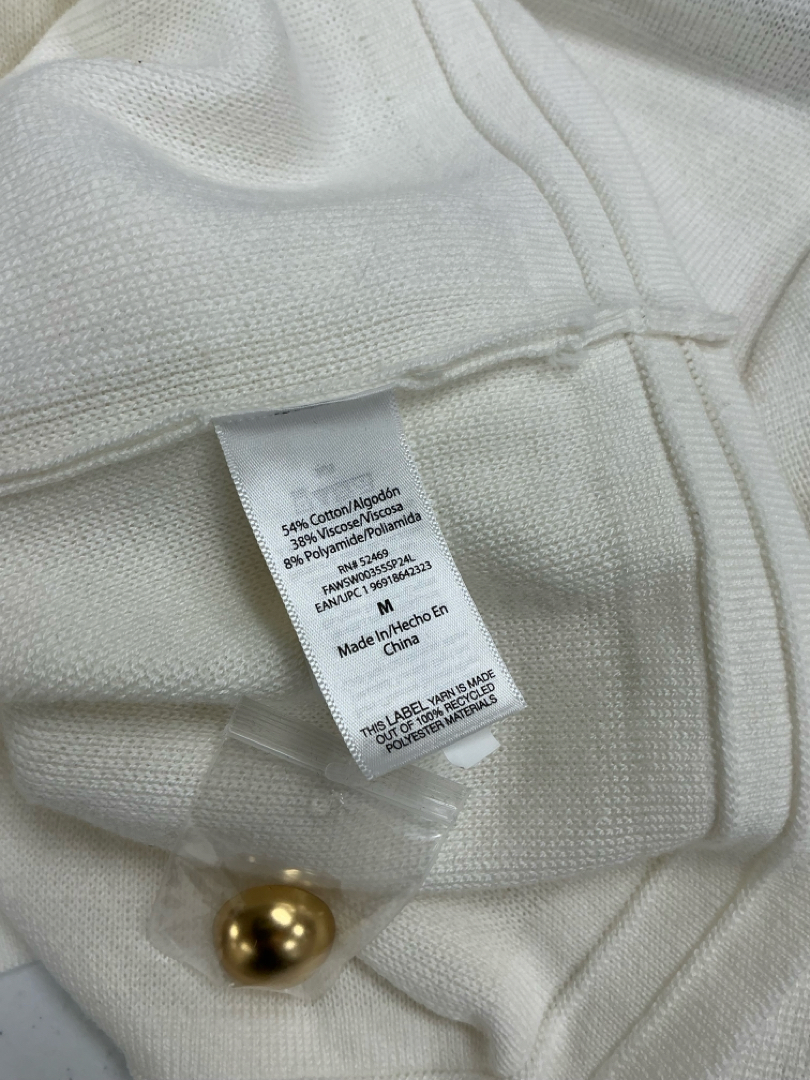 54% Cotton/Algodón
38% Viscose/Viscosa
8% Polyamide/Poliamida
RN# 52469
FAWSW00355SP24L
EAN/UPC 1 96918642323
M
Made In/Hecho En
China
THIS LABEL YARN IS MADE
OUT OF 100% RECYCLED
POLYESTER MATERIALS